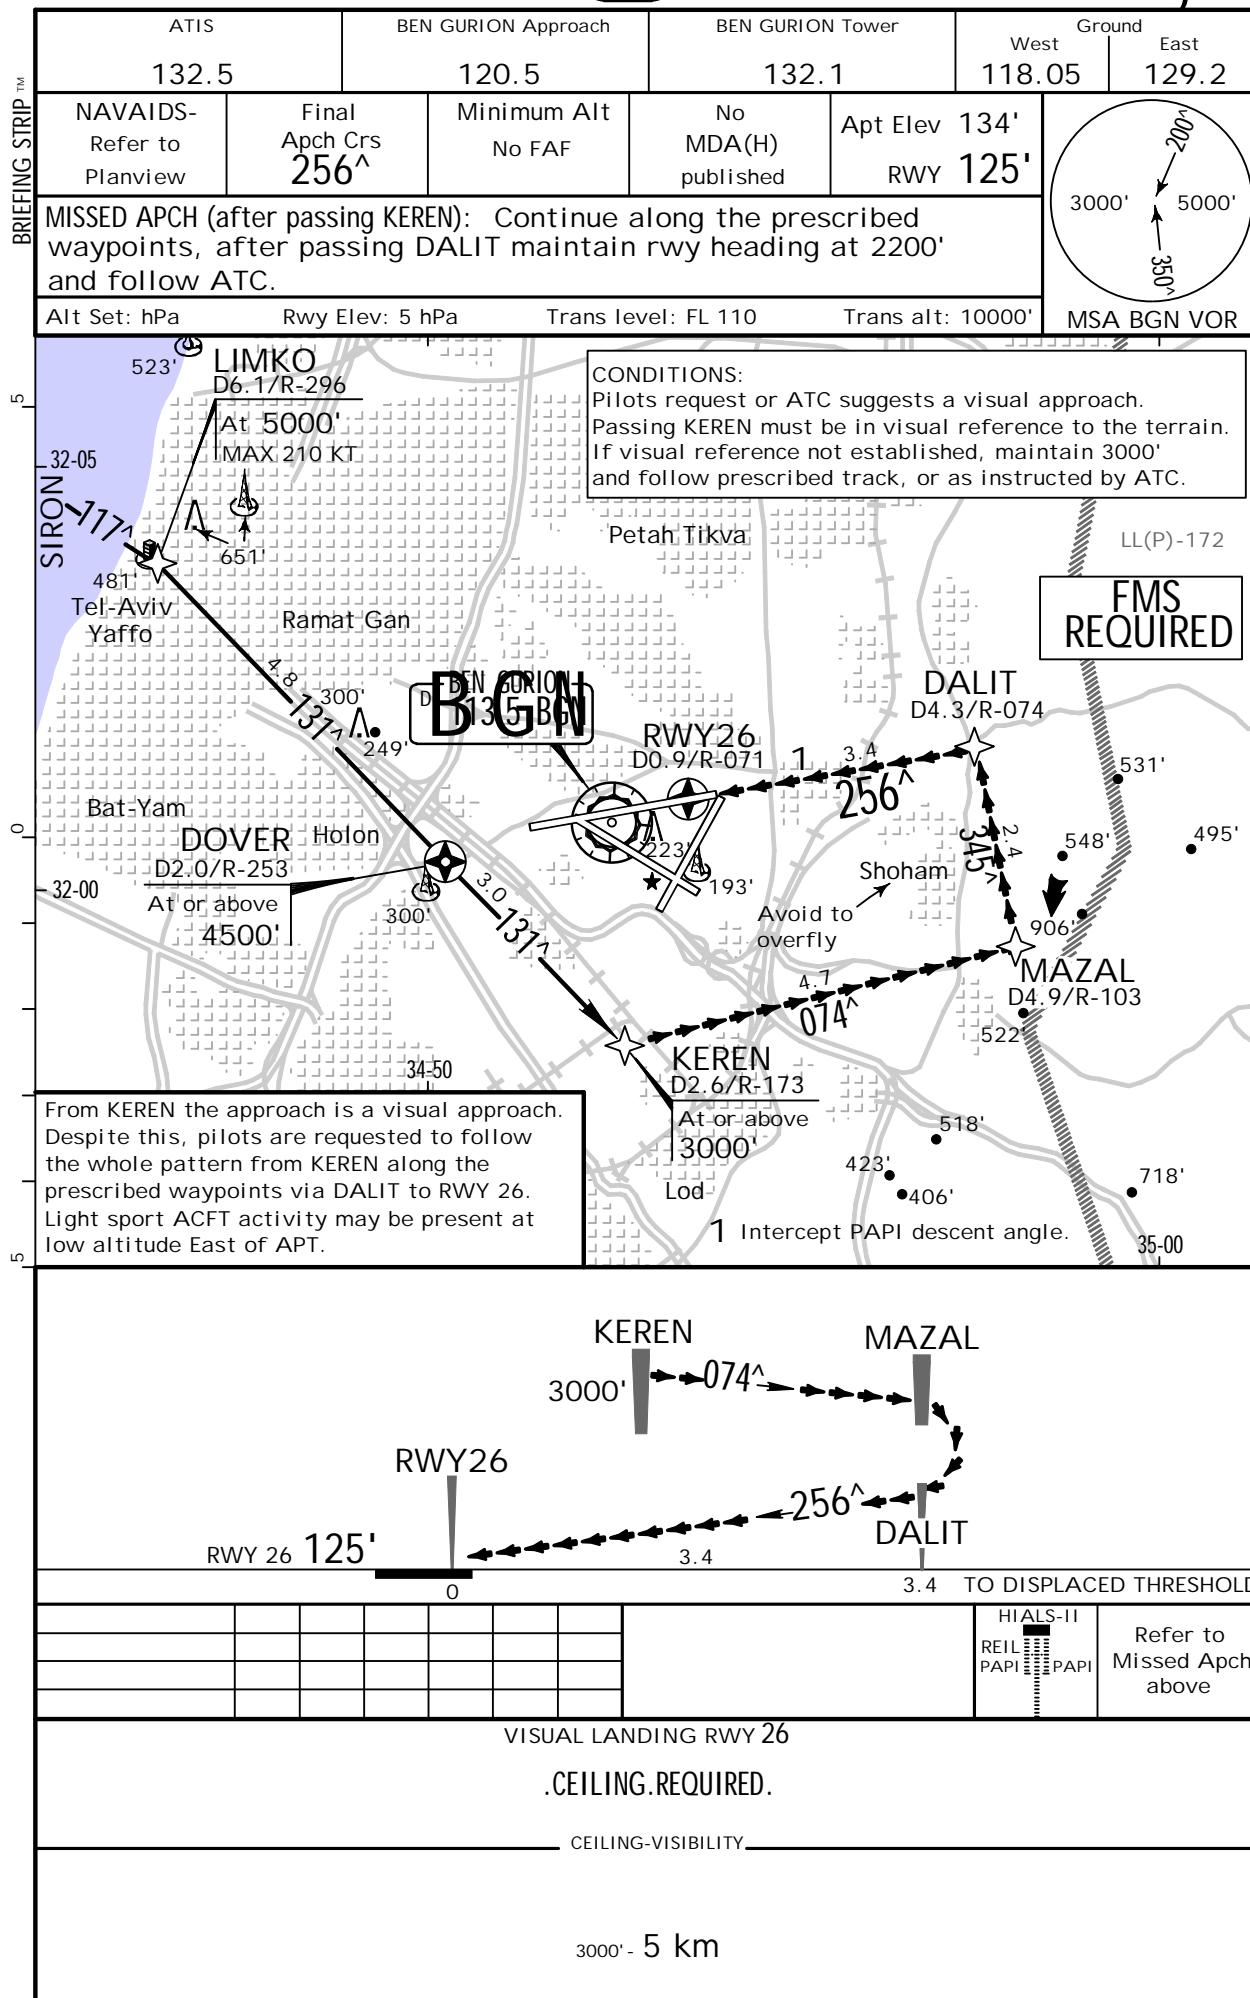 ATIS
132.5
BEN GURION Approach
120.5
BEN GURION Tower
132.1
Ground
West
118.05
East
129.2
BRIEFING STRIP TM
NAVAIDS-
Refer to
Planview
Final
Apch Crs
256^
Minimum Alt
No FAF
No
MDA(H)
published
Apt Elev 134'
RWY 125'
200^
3000' 5000'
350^
MSA BGN VOR
MISSED APCH (after passing KEREN): Continue along the prescribed
waypoints, after passing DALIT maintain rwy heading at 2200'
and follow ATC.
Alt Set: hPa Rwy Elev: 5 hPa Trans level: FL 110 Trans alt: 10000'
523'
LIMKO
D6.1/R-296
At 5000'
MAX 210 KT
CONDITIONS:
Pilots request or ATC suggests a visual approach.
Passing KEREN must be in visual reference to the terrain.
If visual reference not established, maintain 3000'
and follow prescribed track, or as instructed by ATC.
5
32-05
SIRON
117^
651'
481'
Tel-Aviv
Yaffo
Petah Tikva
LL(P)-172
FMS
REQUIRED
Ramat Gan
4.8
131^
300'
249'
BGN
D
BEN GURION
113.5 BGN
RWY26
D0.9/R-071
1
3.4
256^
DALIT
D4.3/R-074
531'
Bat-Yam
Holon
0
DOVER
D2.0/R-253
At or above
4500'
32-00
300'
3.0
131^
223'
193'
Shoham
Avoid to
overfly
345^
2.4
548'
495'
906'
MAZAL
D4.9/R-103
522'
4.7
074^
34-50
KEREN
D2.6/R-173
At or above
3000'
Lod
518'
423'
406'
718'
1 Intercept PAPI descent angle.
35-00
5
From KEREN the approach is a visual approach.
Despite this, pilots are requested to follow
the whole pattern from KEREN along the
prescribed waypoints via DALIT to RWY 26.
Light sport ACFT activity may be present at
low altitude East of APT.
KEREN
3000'
074^
MAZAL
RWY26
256^
DALIT
RWY 26 125'
3.4
0
3.4 TO DISPLACED THRESHOLD
HIALS-II
REIL
PAPI PAPI
Refer to
Missed Apch
above
VISUAL LANDING RWY 26
.CEILING.REQUIRED.
CEILING-VISIBILITY
3000'- 5 km